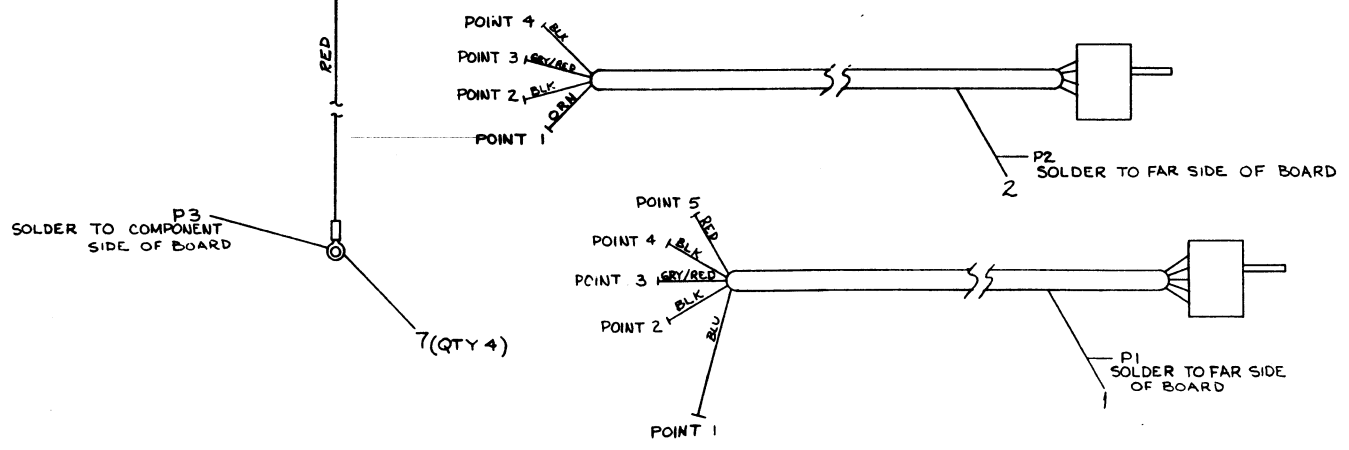 RED
POINT 4 BLK
POINT 3 GRY/RED
POINT 2 BLK
POINT 1 ORN
P2
SOLDER TO FAR SIDE OF BOARD
2
P3
SOLDER TO COMPONENT
SIDE OF BOARD
7 (QTY 4)
POINT 5 RED
POINT 4 BLK
POINT 3 GRY/RED
POINT 2 BLK
BLU
POINT 1
P1
SOLDER TO FAR SIDE
OF BOARD
1